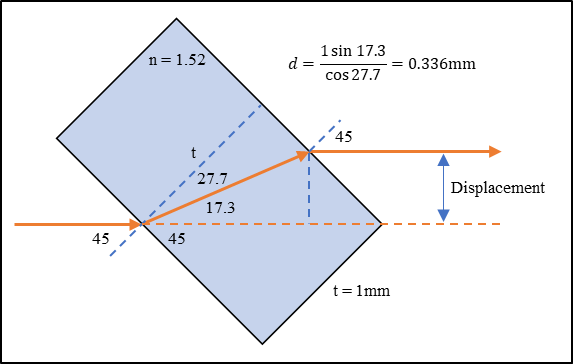 n = 1.52
d = 1 sin 17.3 / cos 27.7 = 0.336mm
45
t
27.7
Displacement
17.3
45
45
t = 1mm